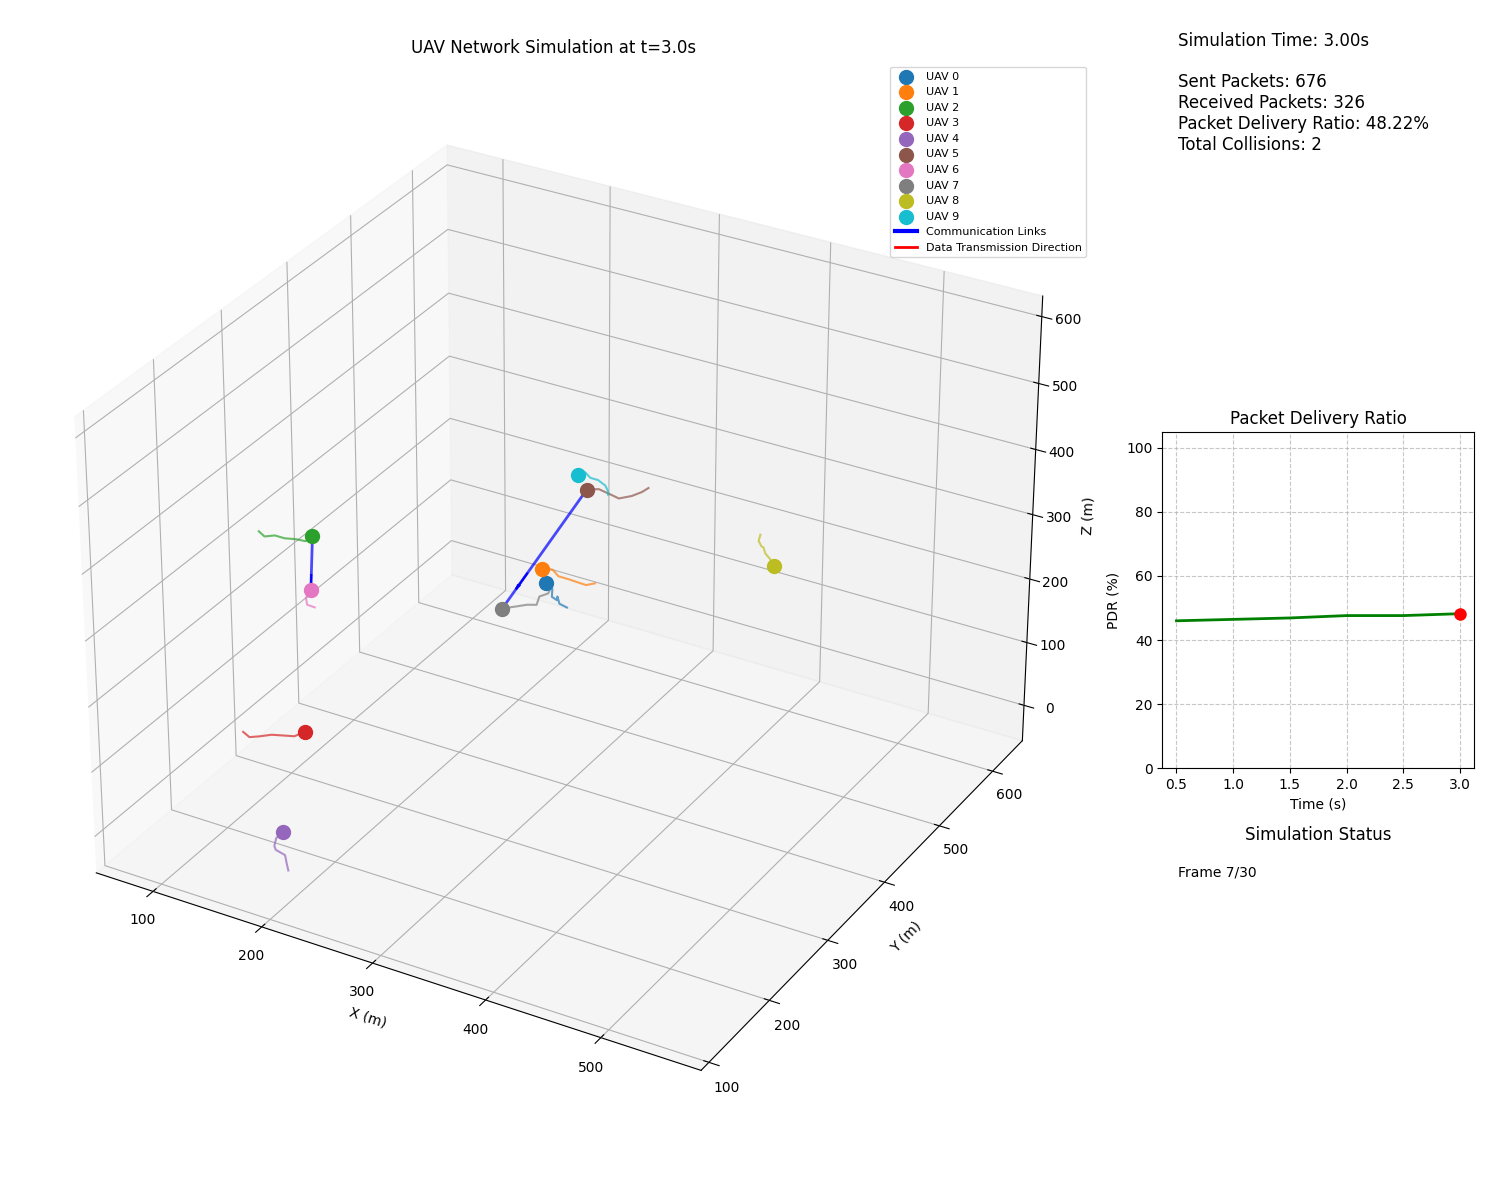 UAV Network Simulation at t=3.0s
UAV 0
UAV 1
UAV 2
UAV 3
UAV 4
UAV 5
UAV 6
UAV 7
UAV 8
UAV 9
Communication Links
Data Transmission Direction
Simulation Time: 3.00s
Sent Packets: 676
Received Packets: 326
Packet Delivery Ratio: 48.22%
Total Collisions: 2
600
500
400
300
200
100
0
Z (m)
600
500
400
300
200
100
Y (m)
100
200
300
400
500
X (m)
Packet Delivery Ratio
100
80
60
40
20
0
PDR (%)
0.5 1.0 1.5 2.0 2.5 3.0
Time (s)
Simulation Status
Frame 7/30